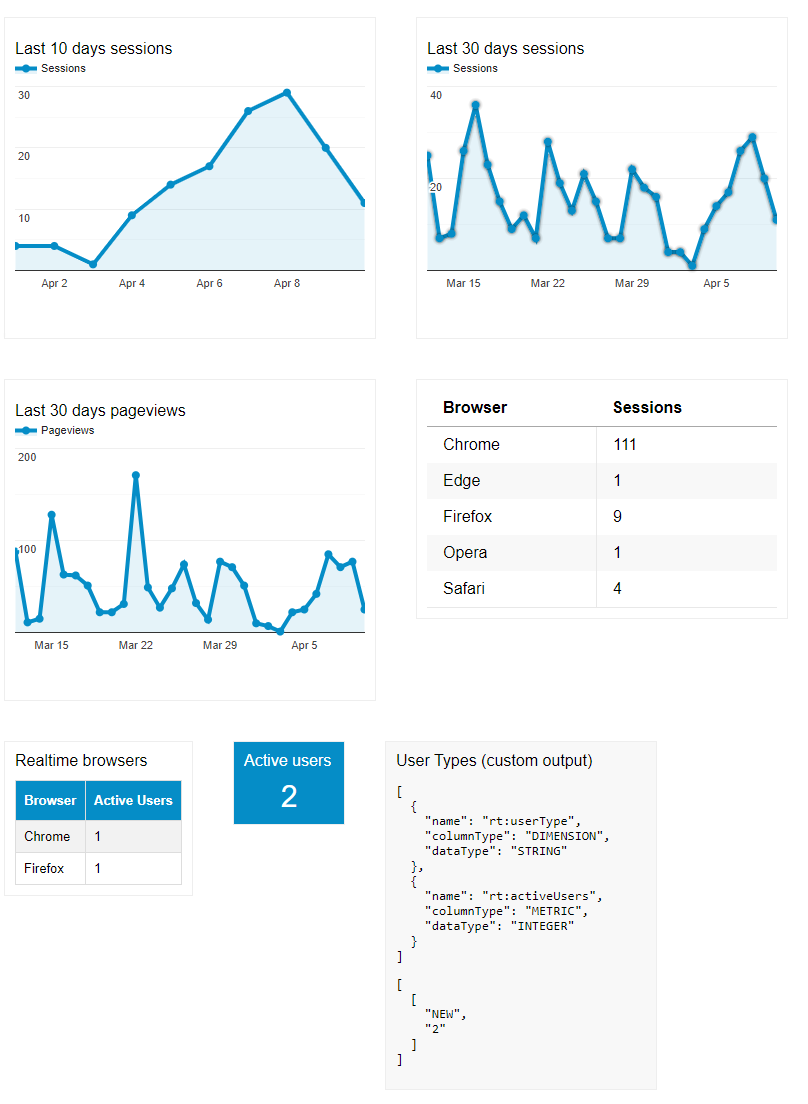 Last 10 days sessions
Sessions
30
20
10
Apr 2 Apr 4 Apr 6 Apr 8
Last 30 days sessions
Sessions
40
20
Mar 15 Mar 22 Mar 29 Apr 5
Last 30 days pageviews
Pageviews
200
100
Mar 15 Mar 22 Mar 29 Apr 5
Browser Sessions
Chrome 111
Edge 1
Firefox 9
Opera 1
Safari 4
Realtime browsers
Browser Active Users
Chrome 1
Firefox 1
Active users
2
User Types (custom output)
[
  {
    "name": "rt:userType",
    "columnType": "DIMENSION",
    "dataType": "STRING"
  },
  {
    "name": "rt:activeUsers",
    "columnType": "METRIC",
    "dataType": "INTEGER"
  }
]
[
  [
    "NEW",
    "2"
  ]
]